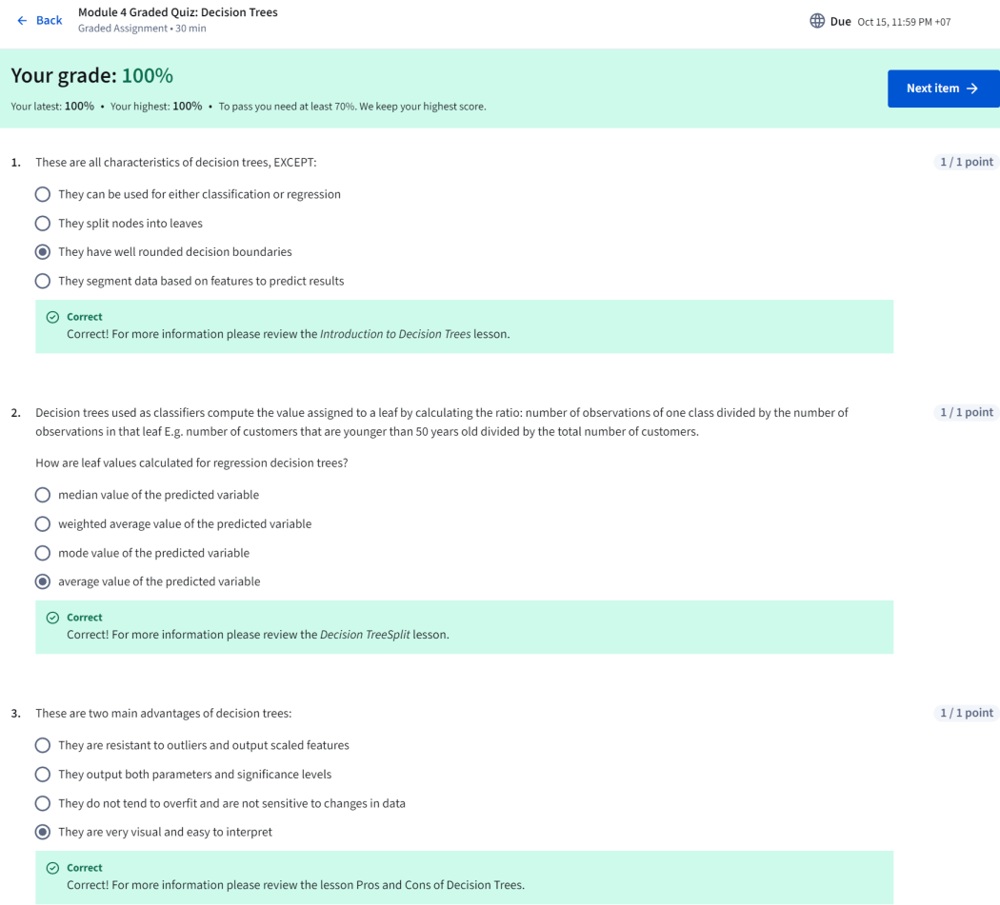 Back
Module 4 Graded Quiz: Decision Trees
Graded Assignment • 30 min
Due Oct 15, 11:59 PM +07
Your grade: 100%
Your latest: 100% • Your highest: 100% • To pass you need at least 70%. We keep your highest score.
Next item
1. These are all characteristics of decision trees, EXCEPT:
1 / 1 point
They can be used for either classification or regression
They split nodes into leaves
They have well rounded decision boundaries
They segment data based on features to predict results
Correct
Correct! For more information please review the Introduction to Decision Trees lesson.
2. Decision trees used as classifiers compute the value assigned to a leaf by calculating the ratio: number of observations of one class divided by the number of
1 / 1 point
observations in that leaf E.g. number of customers that are younger than 50 years old divided by the total number of customers.
How are leaf values calculated for regression decision trees?
median value of the predicted variable
weighted average value of the predicted variable
mode value of the predicted variable
average value of the predicted variable
Correct
Correct! For more information please review the Decision TreeSplit lesson.
3. These are two main advantages of decision trees:
1 / 1 point
They are resistant to outliers and output scaled features
They output both parameters and significance levels
They do not tend to overfit and are not sensitive to changes in data
They are very visual and easy to interpret
Correct
Correct! For more information please review the lesson Pros and Cons of Decision Trees.